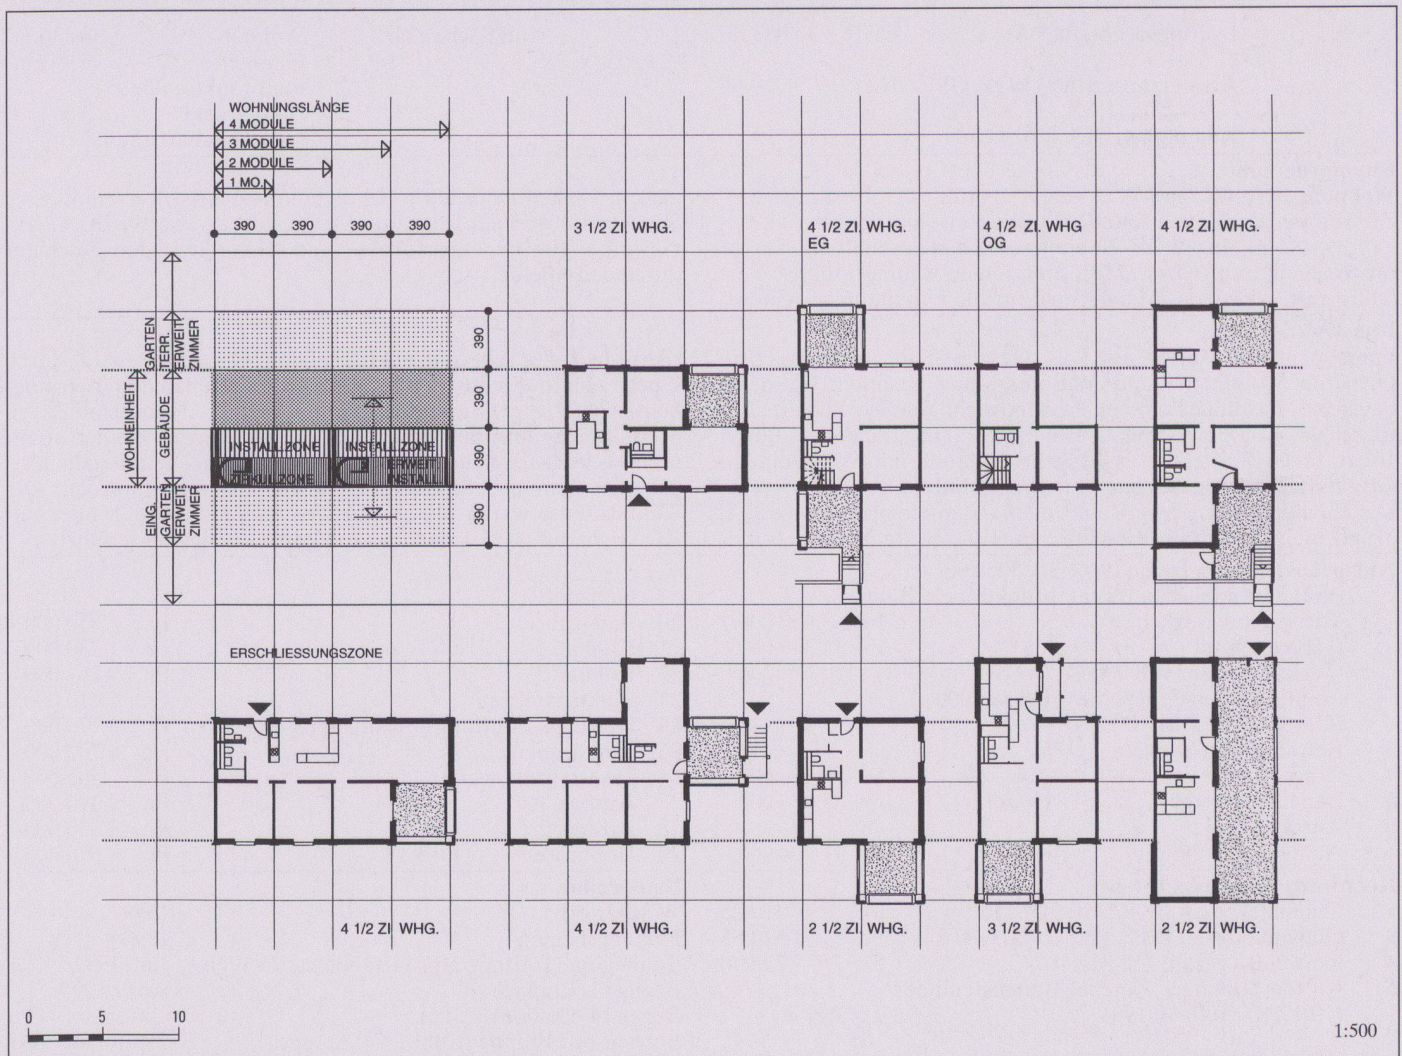 WOHNUNGSLÄNGE
4 MODULE
3 MODULE
2 MODULE
1 MO.
390 390 390 390
3 1/2 ZI. WHG.
4 1/2 ZI. WHG.
EG
4 1/2 ZI. WHG
OG
4 1/2 ZI. WHG.
GARTEN
TERR.
ERWEIT.
ZIMMER
WOHNEINHEIT
GEBÄUDE
EING.
GARTEN
ERWEIT.
ZIMMER
390
390
390
390
INSTALL.ZONE INSTALL.ZONE
ZIRKULZONE
ERWEIT.
INSTALL.
ERSCHLIESSUNGSZONE
4 1/2 ZI. WHG.
4 1/2 ZI. WHG.
2 1/2 ZI. WHG.
3 1/2 ZI. WHG.
2 1/2 ZI. WHG.
0 5 10
1:500